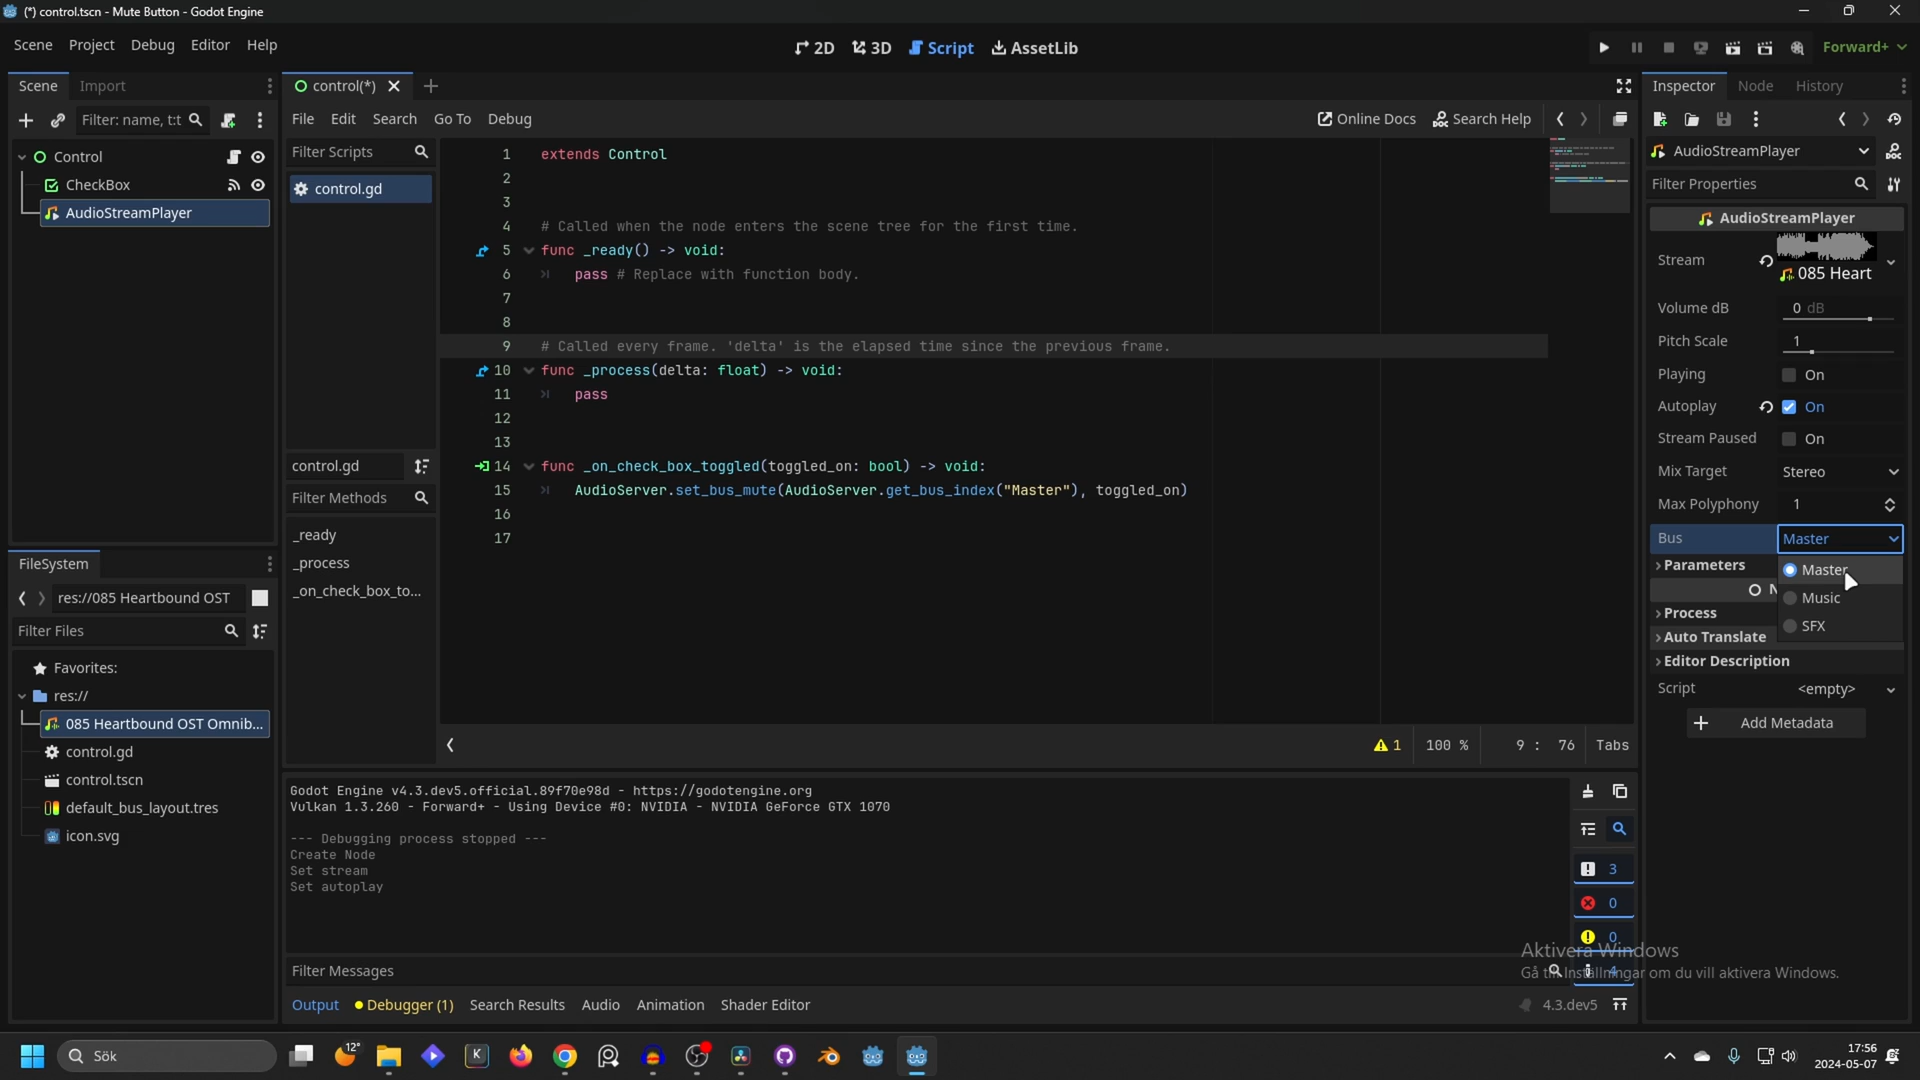 (*) control.tscn - Mute Button - Godot Engine
Scene Project Debug Editor Help
2D 3D Script AssetLib
Forward+
Scene Import
control(*)
Inspector Node History
Filter: name, t:t
File Edit Search Go To Debug
Online Docs Search Help
Control
CheckBox
AudioStreamPlayer
Filter Scripts
control.gd
control.gd
Filter Methods
_ready
_process
_on_check_box_to...
1 extends Control
2
3
4 # Called when the node enters the scene tree for the first time.
5 func _ready() -> void:
6 pass # Replace with function body.
7
8
9 # Called every frame. 'delta' is the elapsed time since the previous frame.
10 func _process(delta: float) -> void:
11 pass
12
13
14 func _on_check_box_toggled(toggled_on: bool) -> void:
15 AudioServer.set_bus_mute(AudioServer.get_bus_index("Master"), toggled_on)
16
17
1 100 % 9 : 76 Tabs
AudioStreamPlayer
Filter Properties
AudioStreamPlayer
Stream 085 Heart
Volume dB 0 dB
Pitch Scale 1
Playing On
Autoplay On
Stream Paused On
Mix Target Stereo
Max Polyphony 1
Bus Master
Master
Music
SFX
Parameters
N
Process
Auto Translate
Editor Description
Script <empty>
Add Metadata
FileSystem
res://085 Heartbound OST
Filter Files
Favorites:
res://
085 Heartbound OST Omnib...
control.gd
control.tscn
default_bus_layout.tres
icon.svg
Godot Engine v4.3.dev5.official.89f70e98d - https://godotengine.org
Vulkan 1.3.260 - Forward+ - Using Device #0: NVIDIA - NVIDIA GeForce GTX 1070
--- Debugging process stopped ---
Create Node
Set stream
Set autoplay
3
0
0
4
Filter Messages
Output Debugger (1) Search Results Audio Animation Shader Editor
4.3.dev5
Aktivera Windows
Gå till Inställningar om du vill aktivera Windows.
Sök
12°
K
17:56
2024-05-07